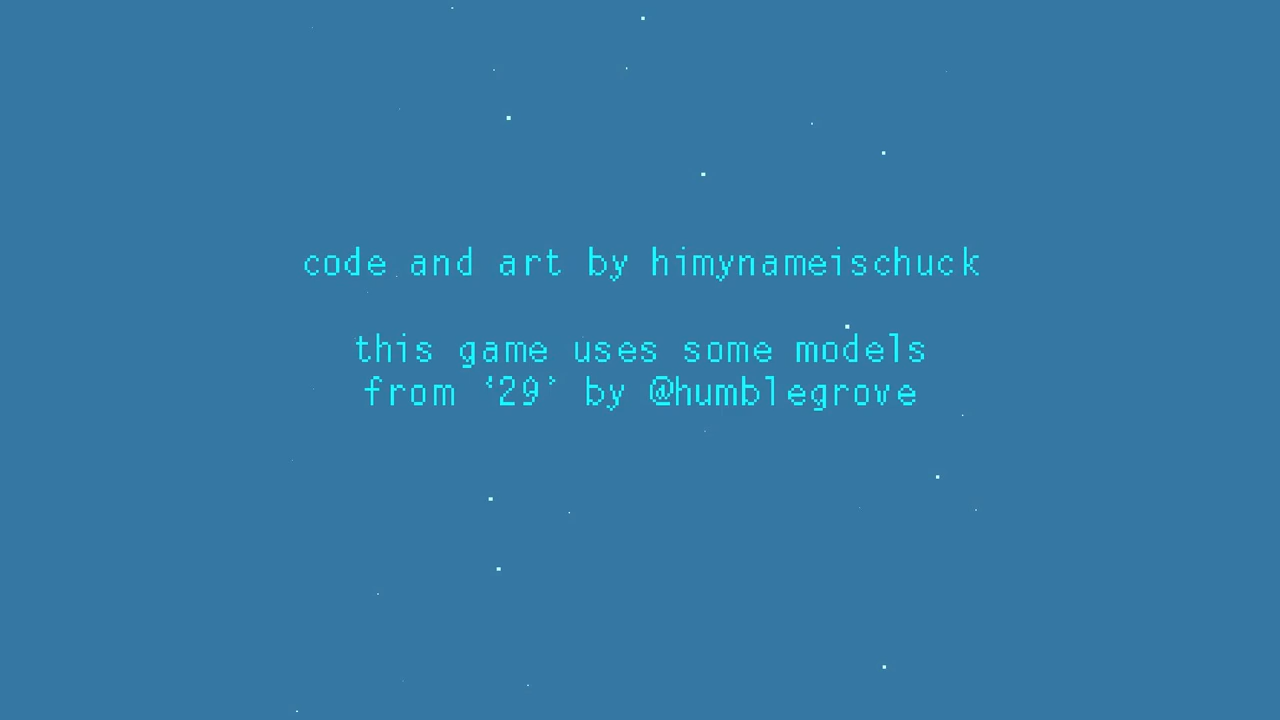 code and art by himynameischuck
this game uses some models
from ‘29’ by @humblegrove